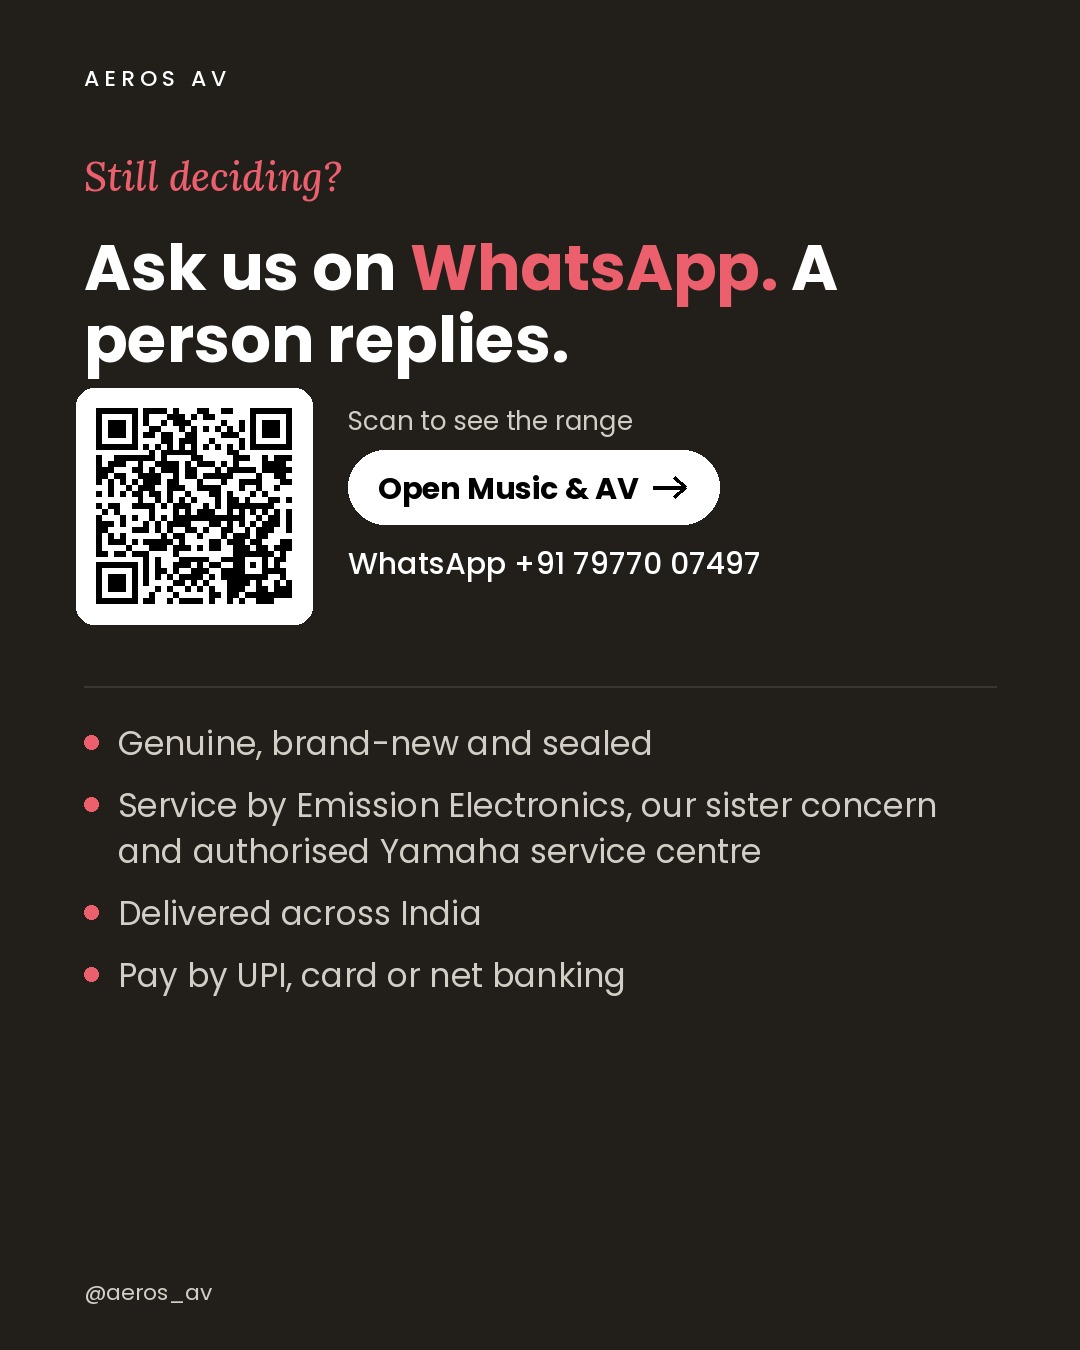 AEROS AV
Still deciding?
Ask us on WhatsApp. A
person replies.
Scan to see the range
Open Music & AV →
WhatsApp +91 79770 07497
Genuine, brand-new and sealed
Service by Emission Electronics, our sister concern
and authorised Yamaha service centre
Delivered across India
Pay by UPI, card or net banking
@aeros_av